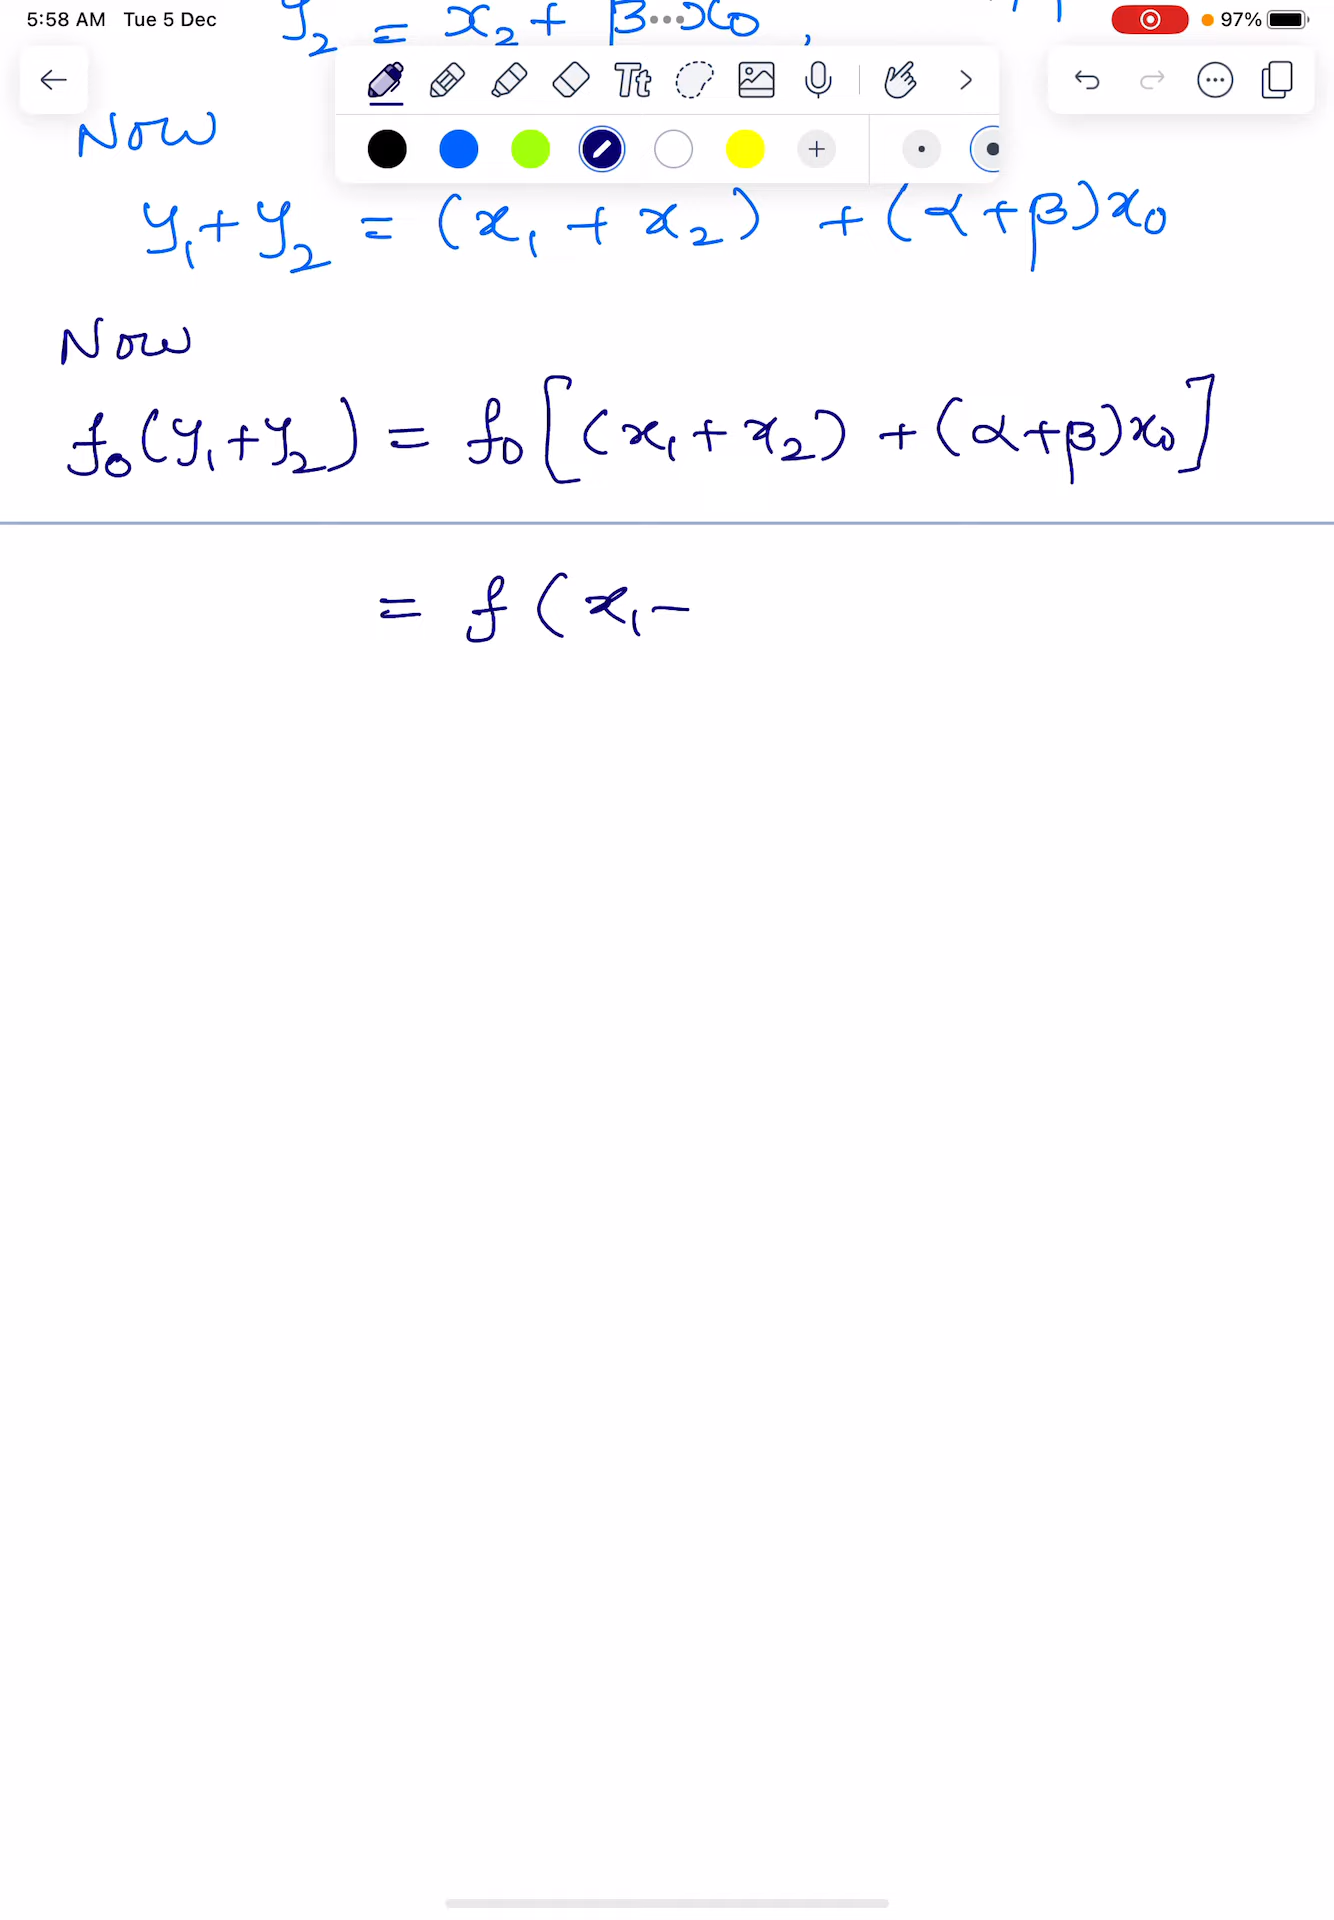 5:58 AM Tue 5 Dec
97%
y₂ = x₂ + β x₀ ,
Tt
Now
y₁+y₂ = (x₁ + x₂) + (α+β)x₀
Now
f₀(y₁+y₂) = f₀[(x₁+x₂) + (α+β)x₀]
= f(x₁ −